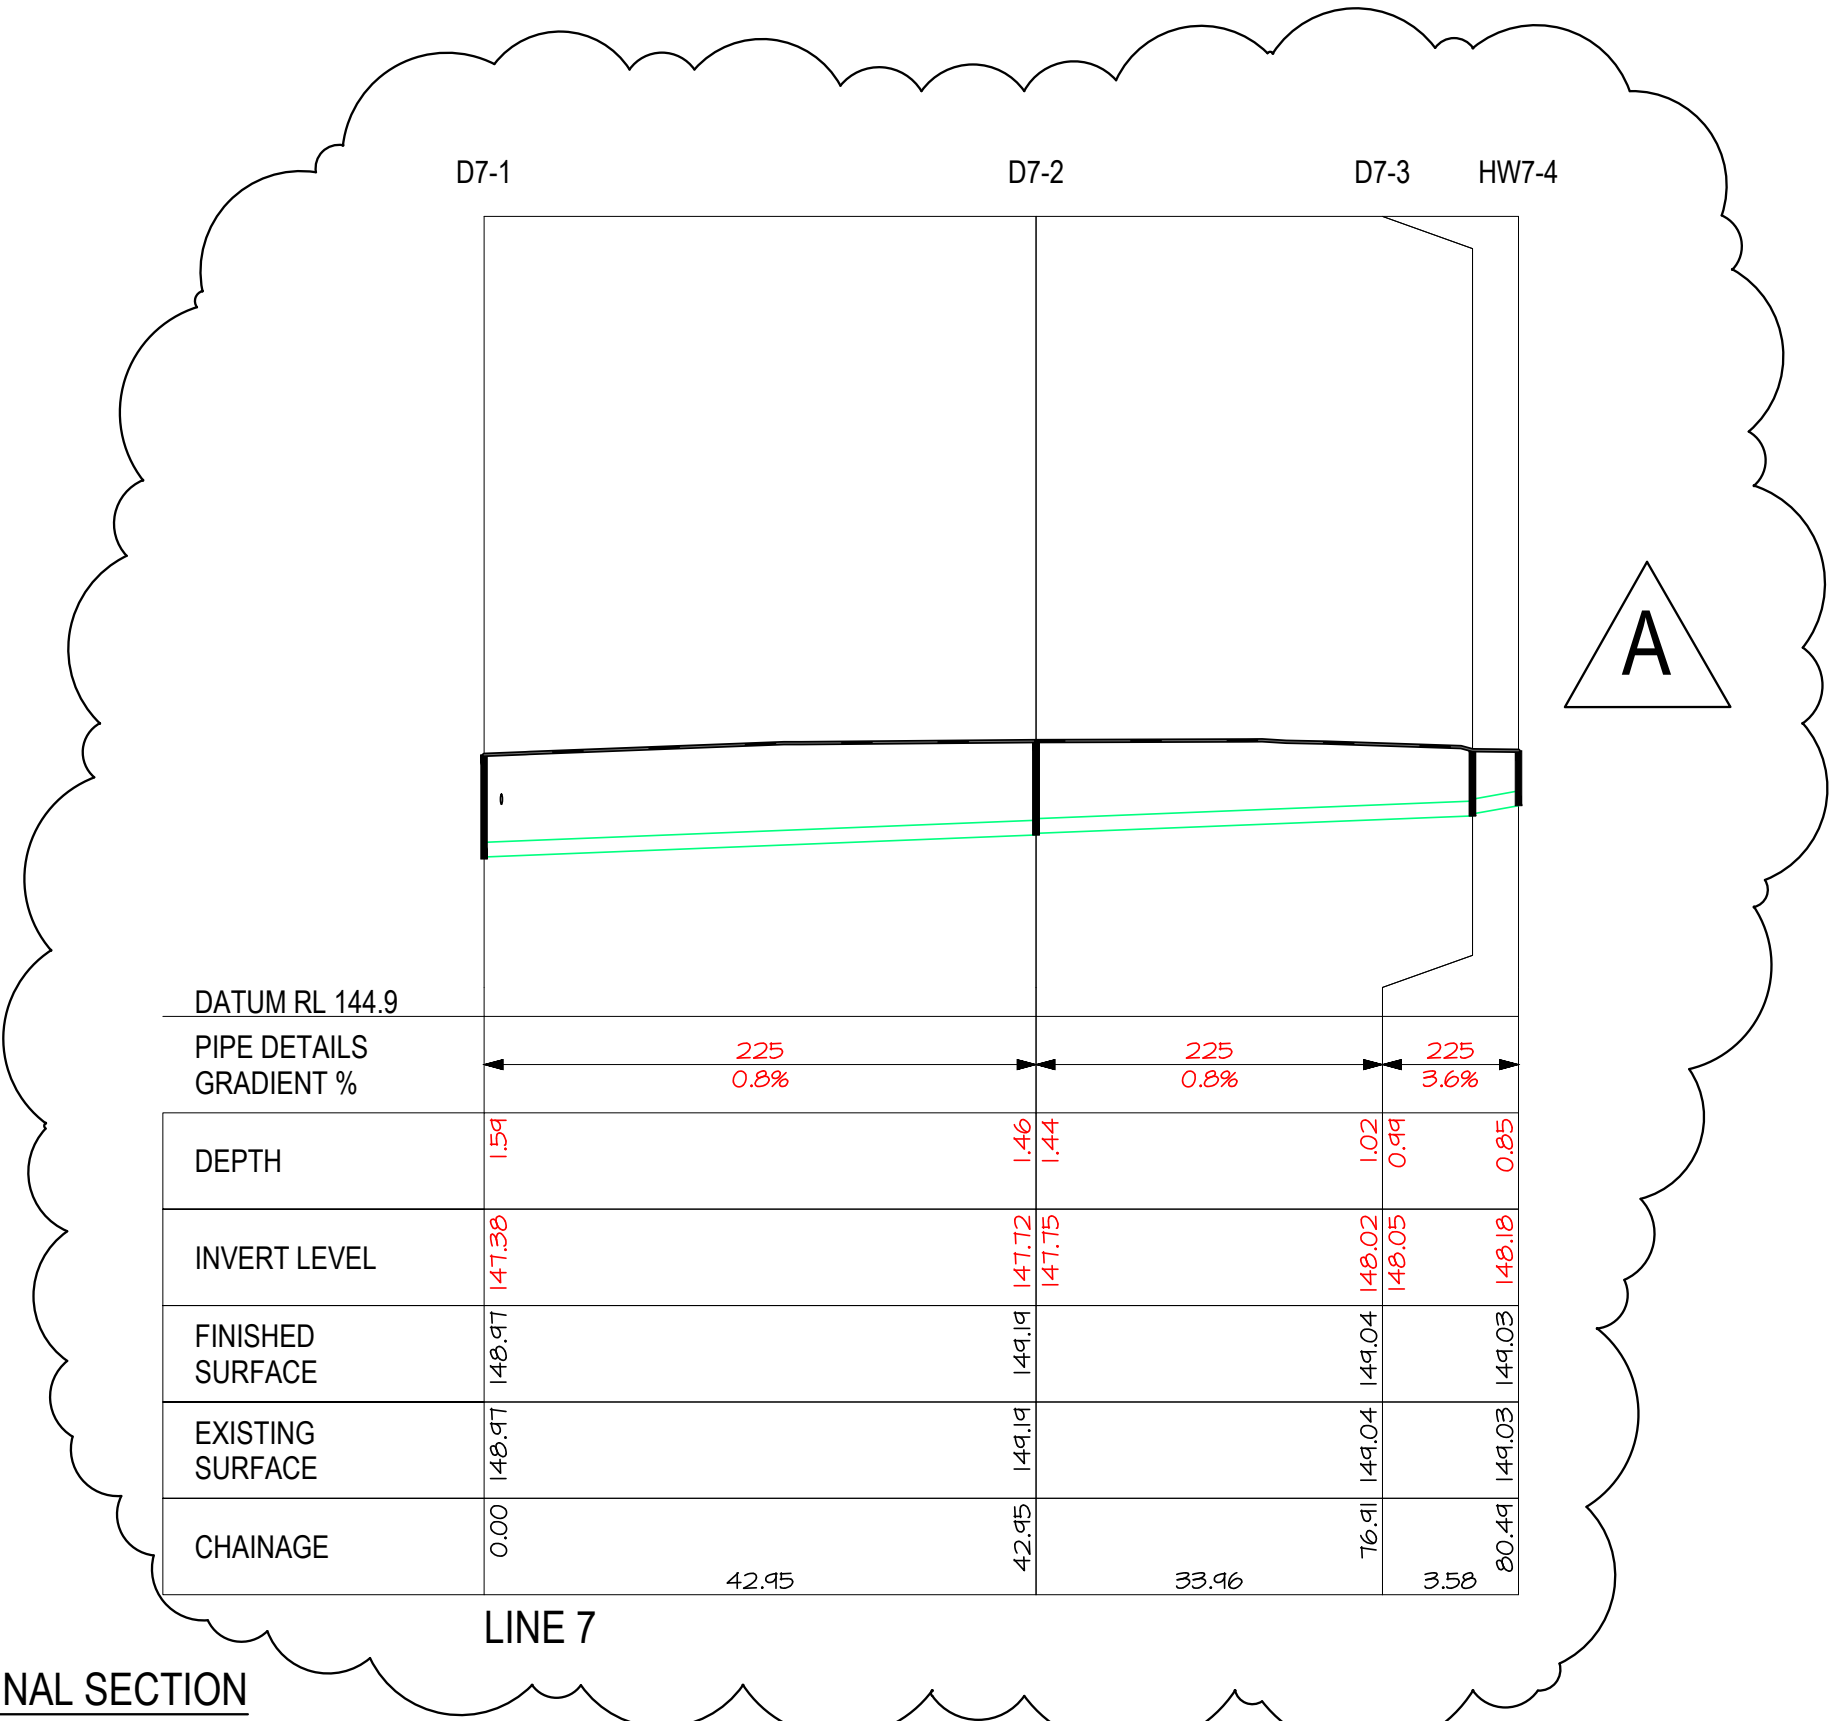 D7-1 D7-2 D7-3 HW7-4
A
DATUM RL 144.9
PIPE DETAILS 225 225 225
GRADIENT % 0.8% 0.8% 3.6%
DEPTH 1.59 1.46 1.44 1.02 0.99 0.85
INVERT LEVEL 147.38 147.72 147.75 148.02 148.05 148.18
FINISHED SURFACE 148.97 149.19 149.04 149.03
EXISTING SURFACE 148.97 149.19 149.04 149.03
CHAINAGE 0.00 42.95 76.91 80.49
42.95 33.96 3.58
LINE 7
NAL SECTION